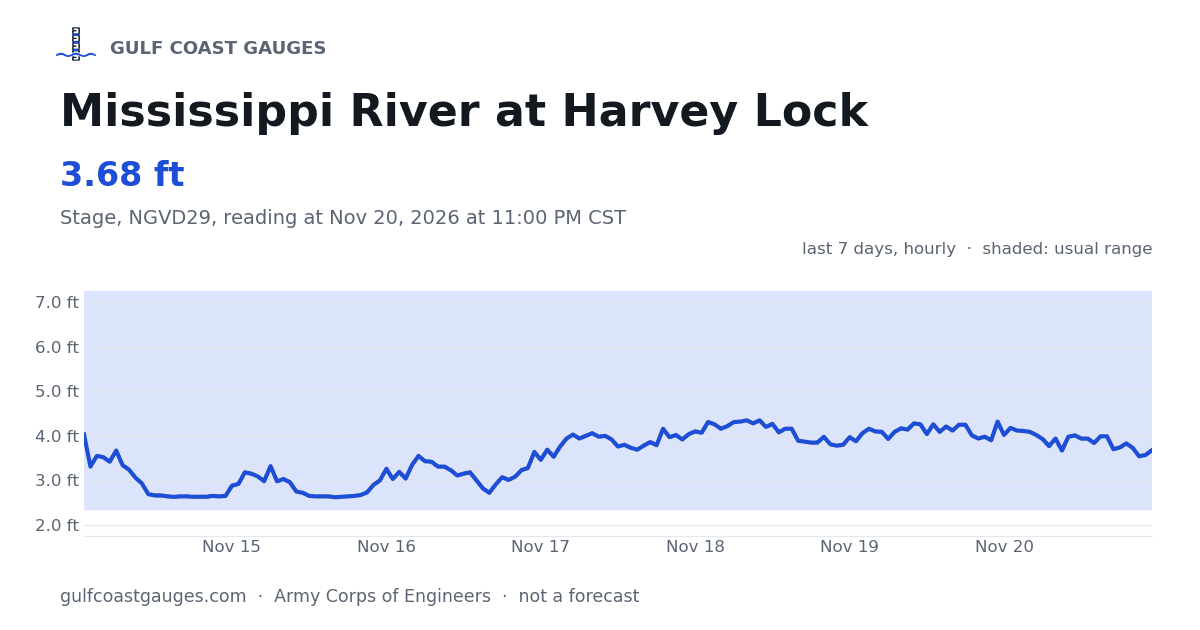 GULF COAST GAUGES
Mississippi River at Harvey Lock
3.68 ft
Stage, NGVD29, reading at Nov 20, 2026 at 11:00 PM CST
last 7 days, hourly · shaded: usual range
7.0 ft
6.0 ft
5.0 ft
4.0 ft
3.0 ft
2.0 ft
Nov 15 Nov 16 Nov 17 Nov 18 Nov 19 Nov 20
gulfcoastgauges.com · Army Corps of Engineers · not a forecast